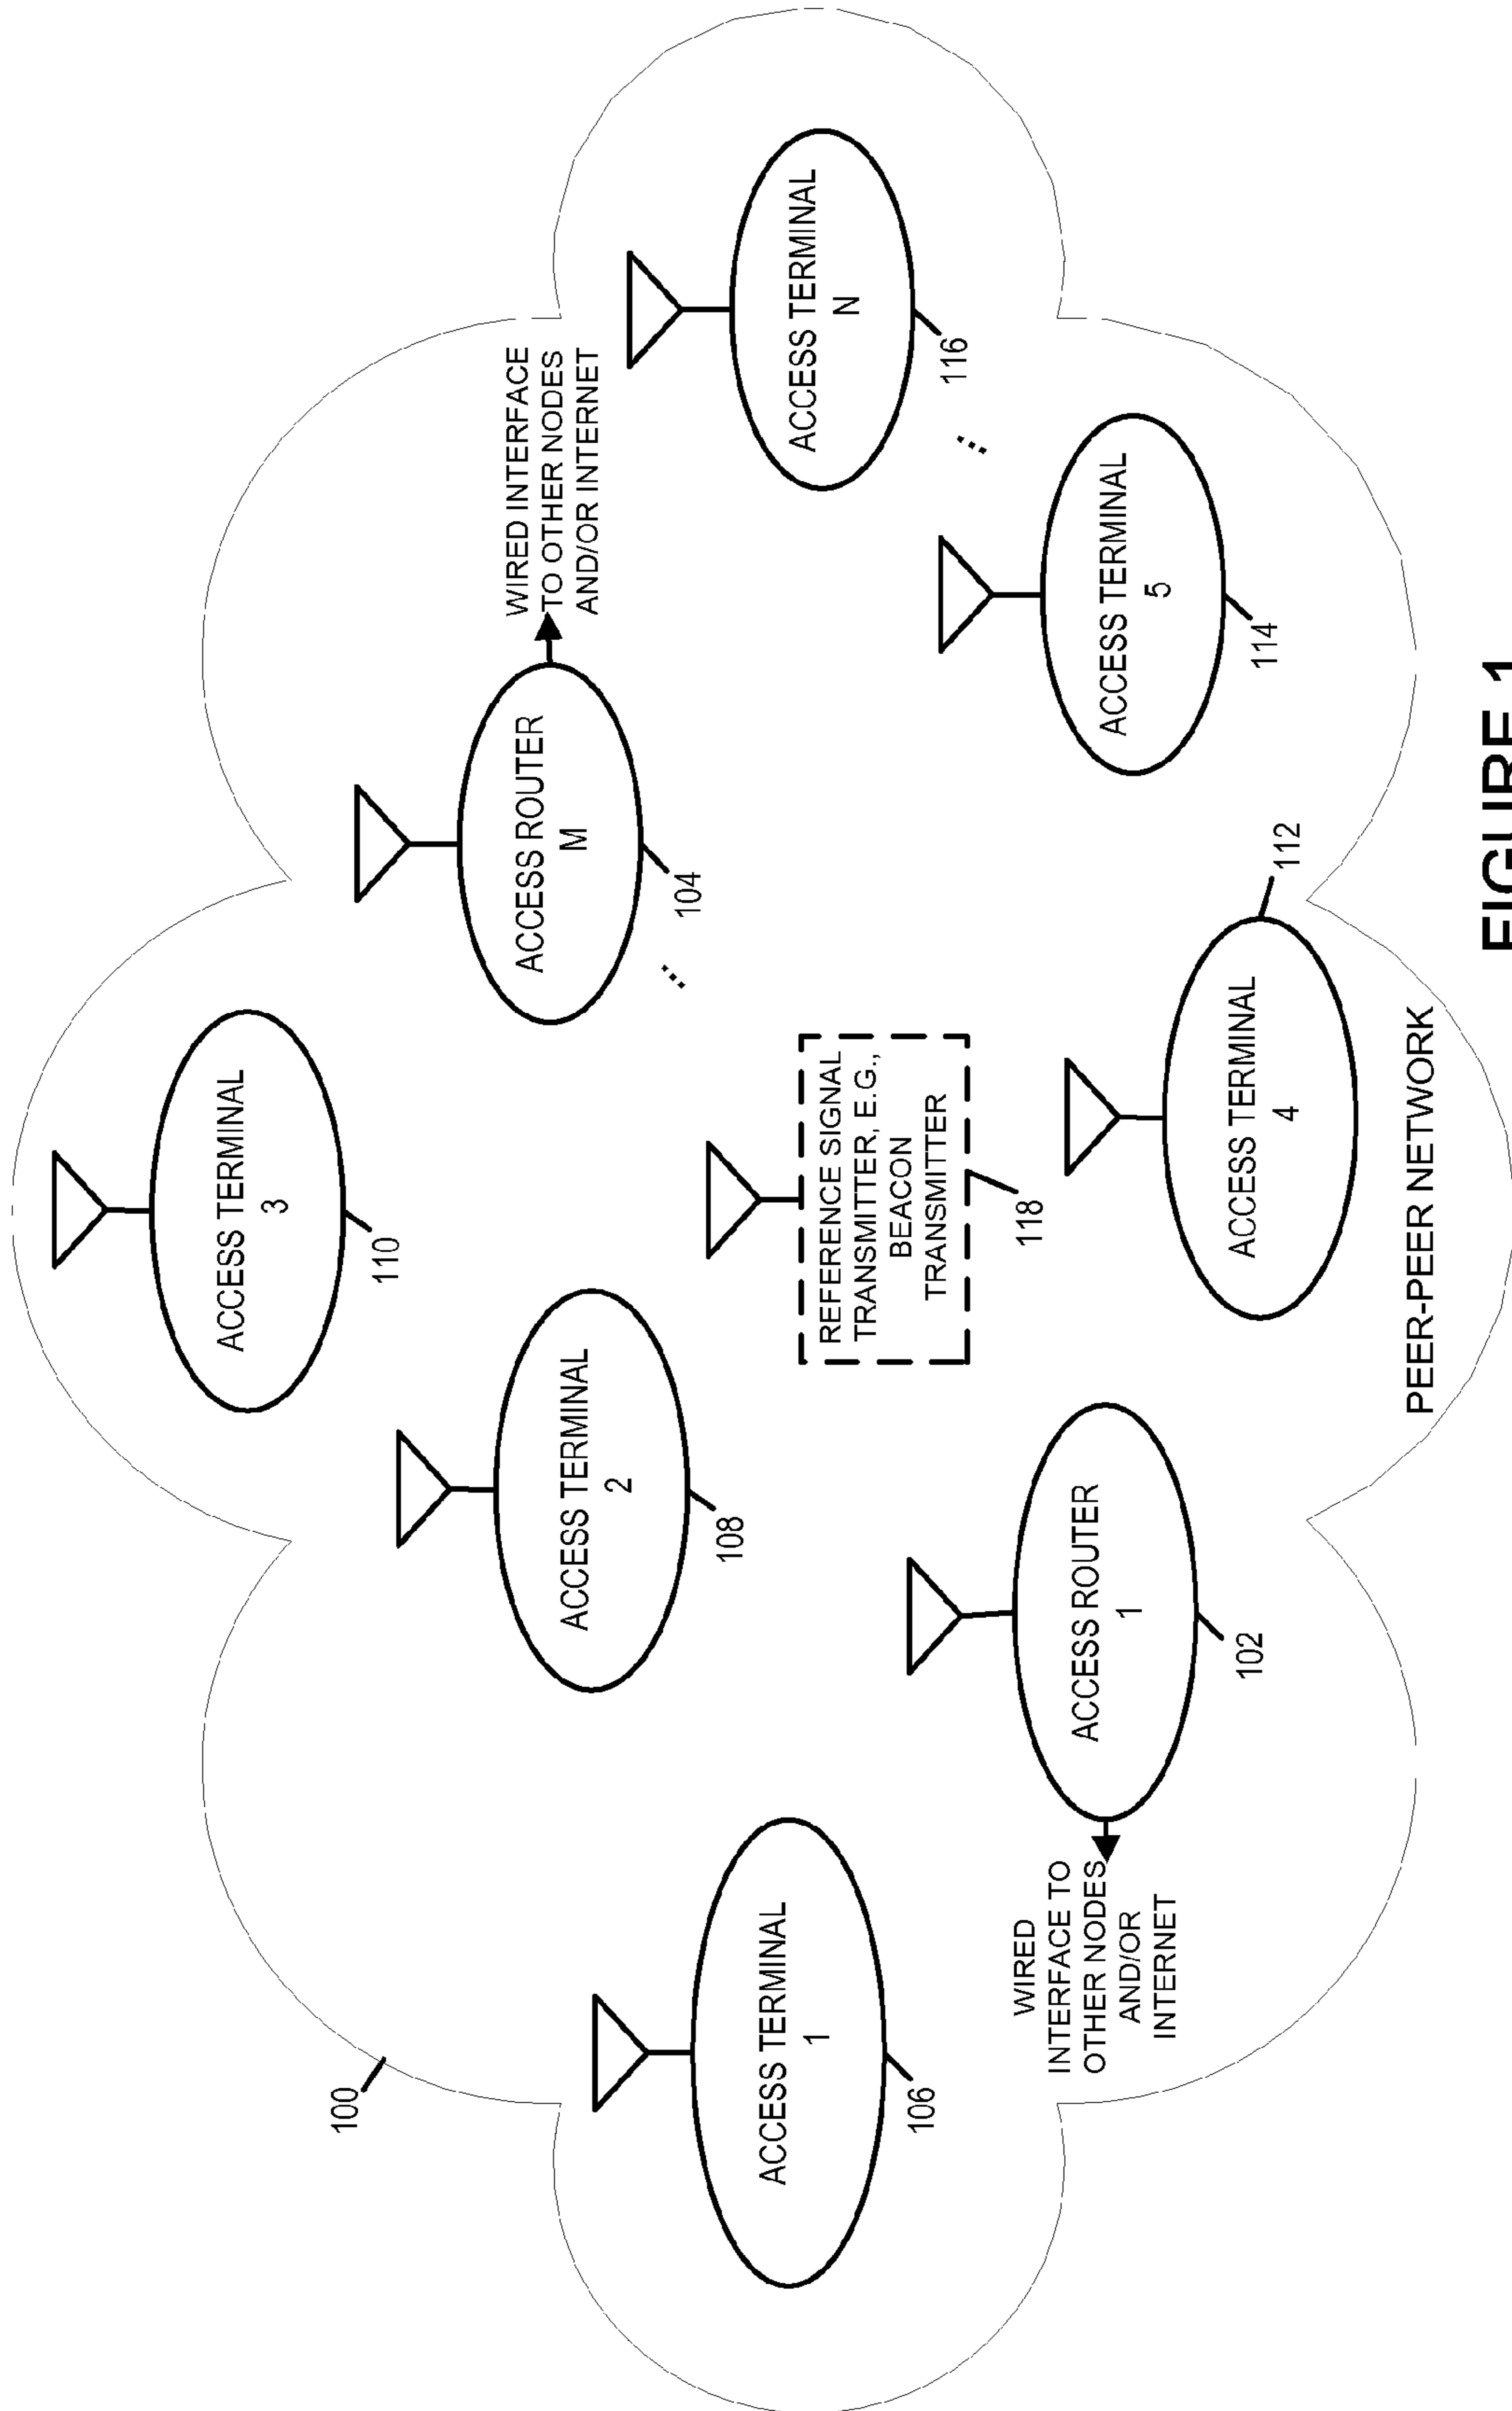 100
ACCESS TERMINAL
3
110
ACCESS TERMINAL
2
108
ACCESS ROUTER
M
104
...
WIRED INTERFACE
TO OTHER NODES
AND/OR INTERNET
ACCESS TERMINAL
1
106
REFERENCE SIGNAL
TRANSMITTER, E.G.,
BEACON
TRANSMITTER
118
ACCESS TERMINAL
N
116
...
WIRED
INTERFACE TO
OTHER NODES
AND/OR
INTERNET
ACCESS ROUTER
1
102
ACCESS TERMINAL
4
112
ACCESS TERMINAL
5
114
PEER-PEER NETWORK
FIGURE 1